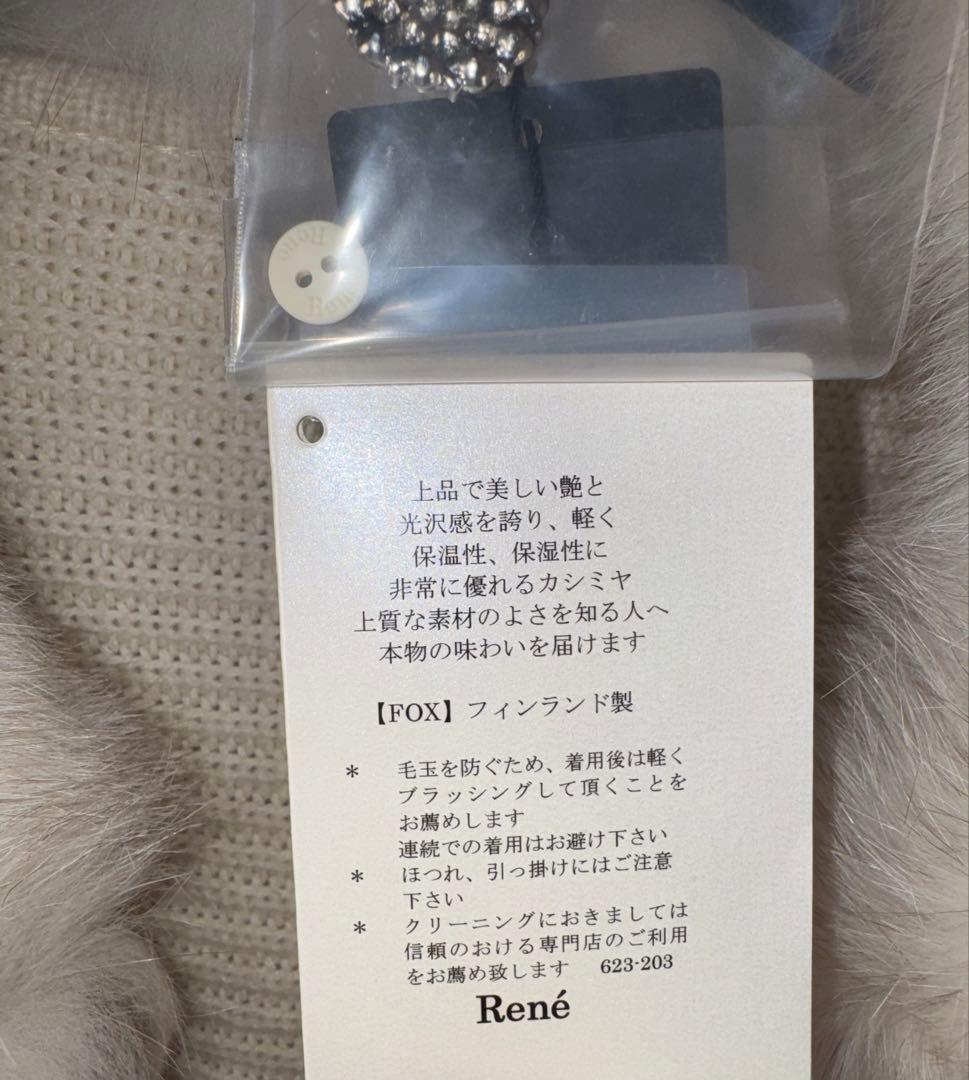 René
René
上品で美しい艶と
光沢感を誇り、軽く
保温性、保湿性に
非常に優れるカシミヤ
上質な素材のよさを知る人へ
本物の味わいを届けます
【FOX】フィンランド製
* 毛玉を防ぐため、着用後は軽く
ブラッシングして頂くことを
お薦めします
連続での着用はお避け下さい
* ほつれ、引っ掛けにはご注意
下さい
* クリーニングにおきましては
信頼のおける専門店のご利用
をお薦め致します 623-203
René